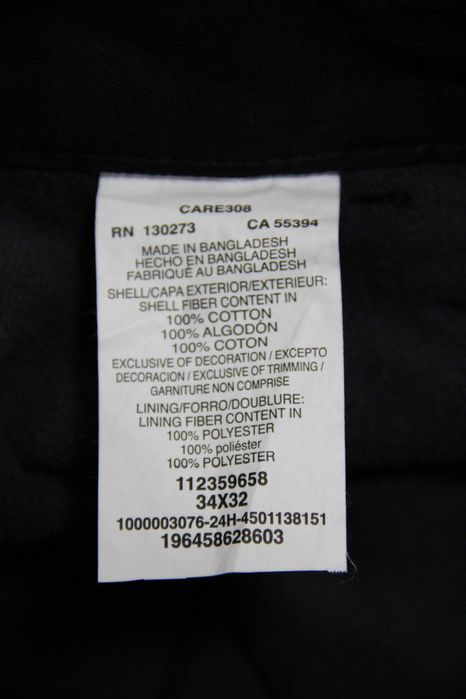 CARE308
RN 130273 CA 55394
MADE IN BANGLADESH
HECHO EN BANGLADESH
FABRIQUÉ AU BANGLADESH
SHELL/CAPA EXTERIOR/EXTERIEUR:
SHELL FIBER CONTENT IN
100% COTTON
100% ALGODÓN
100% COTON
EXCLUSIVE OF DECORATION / EXCEPTO
DECORACION / EXCLUSIVE OF TRIMMING /
GARNITURE NON COMPRISE
LINING/FORRO/DOUBLURE:
LINING FIBER CONTENT IN
100% POLYESTER
100% poliéster
100% POLYESTER
112359658
34X32
1000003076-24H-4501138151
196458628603